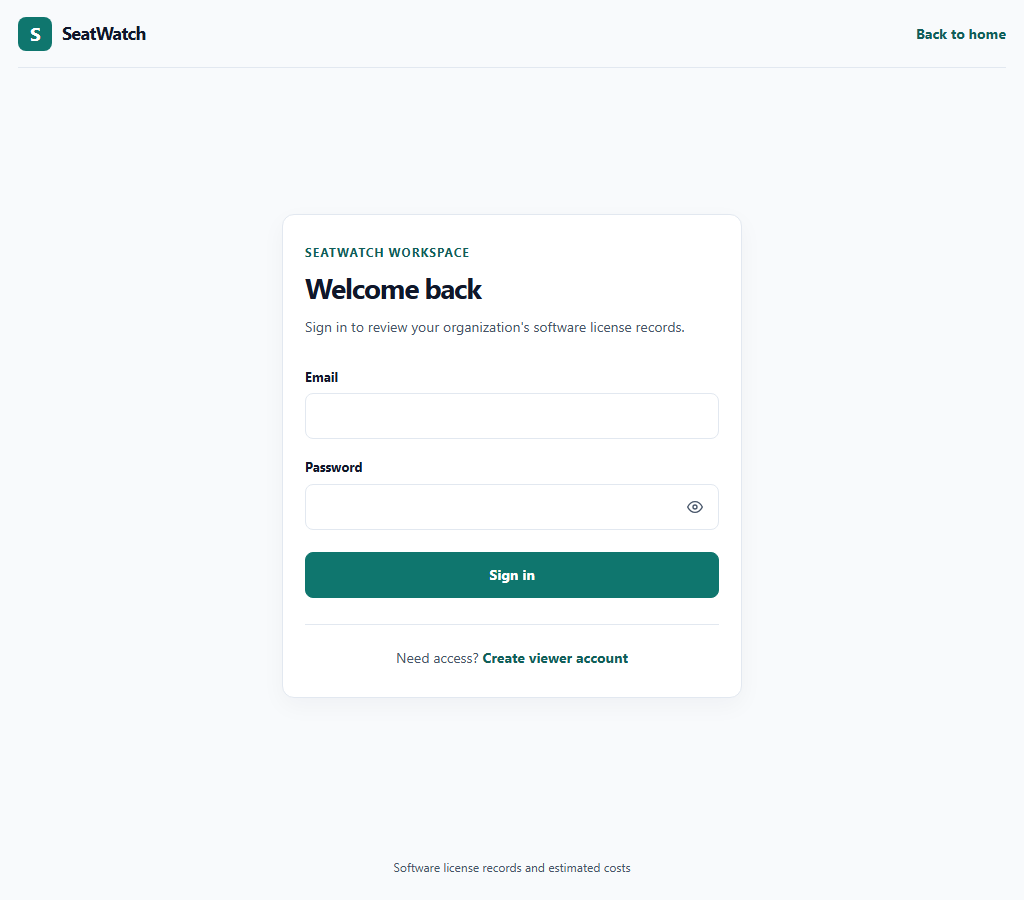 S SeatWatch
Back to home
SEATWATCH WORKSPACE
Welcome back
Sign in to review your organization's software license records.
Email
Password
Sign in
Need access? Create viewer account
Software license records and estimated costs